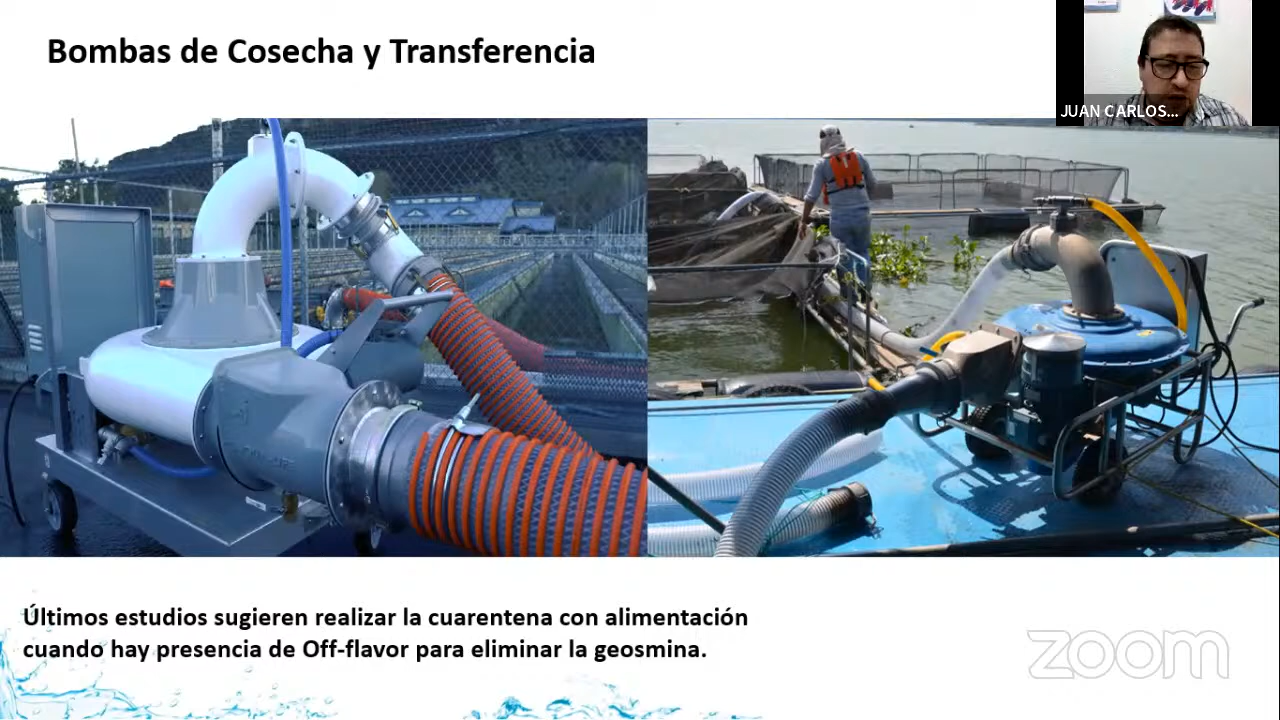 Bombas de Cosecha y Transferencia
JUAN CARLOS...
Últimos estudios sugieren realizar la cuarentena con alimentación
cuando hay presencia de Off-flavor para eliminar la geosmina.
zoom